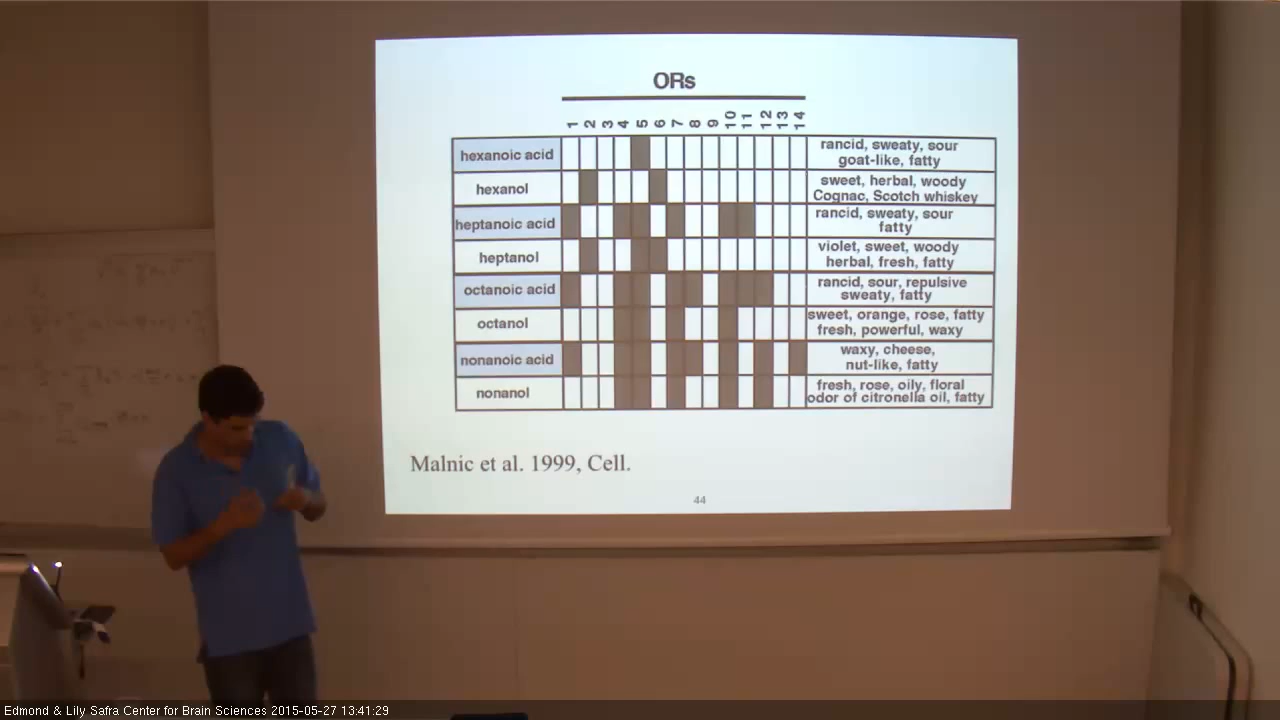 ORs
1 2 3 4 5 6 7 8 9 10 11 12 13 14
hexanoic acid
rancid, sweaty, sour
goat-like, fatty
hexanol
sweet, herbal, woody
Cognac, Scotch whiskey
heptanoic acid
rancid, sweaty, sour
fatty
heptanol
violet, sweet, woody
herbal, fresh, fatty
octanoic acid
rancid, sour, repulsive
sweaty, fatty
octanol
sweet, orange, rose, fatty
fresh, powerful, waxy
nonanoic acid
waxy, cheese,
nut-like, fatty
nonanol
fresh, rose, oily, floral
odor of citronella oil, fatty
Malnic et al. 1999, Cell.
44
Edmond & Lily Safra Center for Brain Sciences 2015-05-27 13:41:29